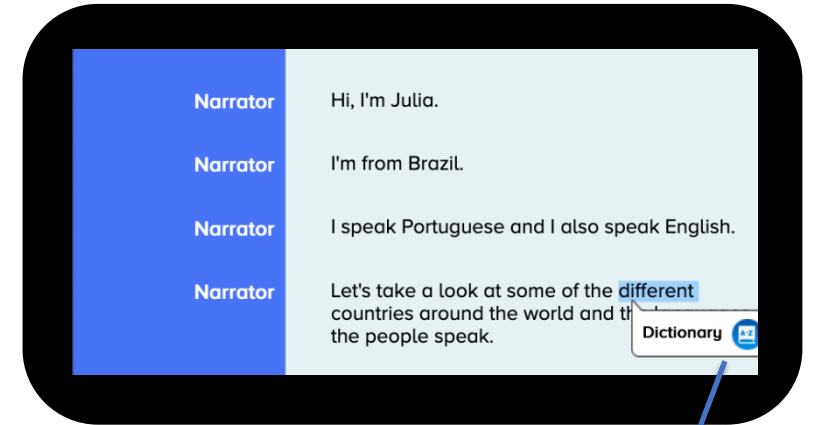 Narrator Hi, I'm Julia.
Narrator I'm from Brazil.
Narrator I speak Portuguese and I also speak English.
Narrator Let's take a look at some of the different
countries around the world and
the people speak.
Dictionary A-Z